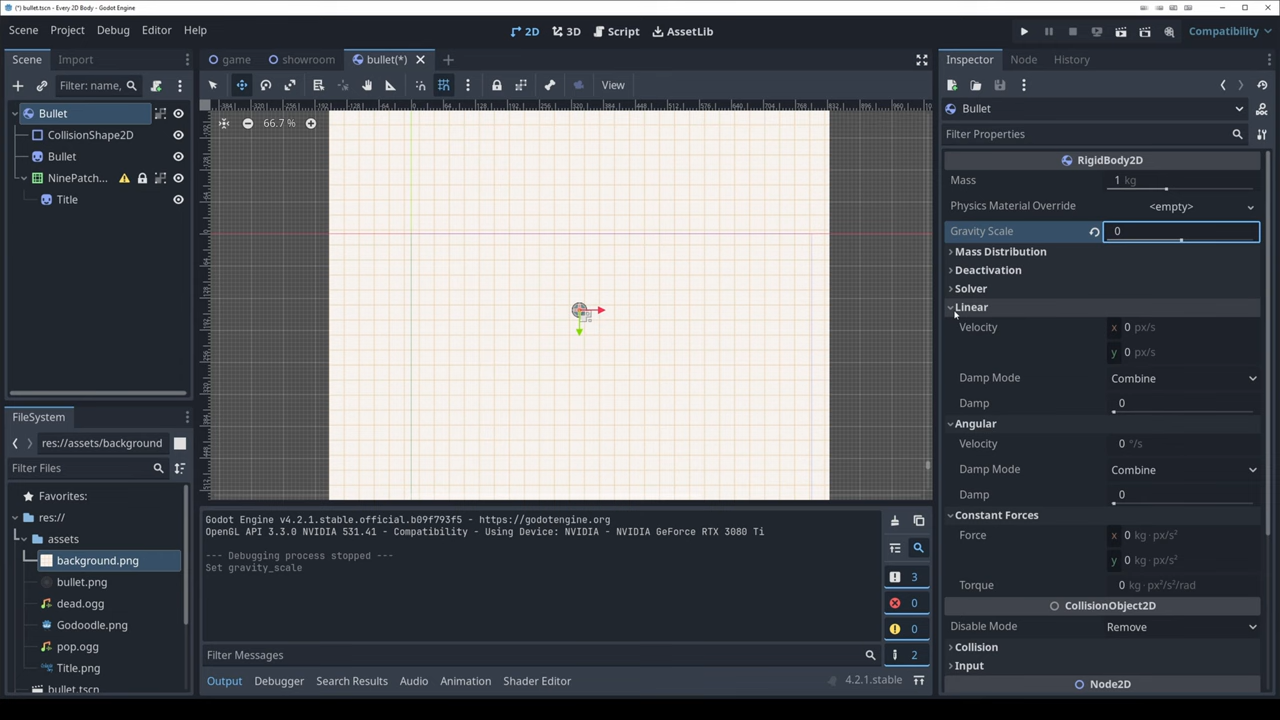 (*) bullet.tscn - Every 2D Body - Godot Engine
Scene Project Debug Editor Help
2D 3D Script AssetLib
Compatibility
Scene Import
Filter: name,
Bullet
CollisionShape2D
Bullet
NinePatch...
Title
FileSystem
res://assets/background
Filter Files
Favorites:
res://
assets
background.png
bullet.png
dead.ogg
Godoodle.png
pop.ogg
Title.png
bullet.tscn
game showroom bullet(*)
View
66.7 %
Godot Engine v4.2.1.stable.official.b09f793f5 - https://godotengine.org
OpenGL API 3.3.0 NVIDIA 531.41 - Compatibility - Using Device: NVIDIA - NVIDIA GeForce RTX 3080 Ti
--- Debugging process stopped ---
Set gravity_scale
3
0
0
2
Filter Messages
Output Debugger Search Results Audio Animation Shader Editor
4.2.1.stable
Inspector Node History
Bullet
Filter Properties
RigidBody2D
Mass 1 kg
Physics Material Override <empty>
Gravity Scale 0
Mass Distribution
Deactivation
Solver
Linear
Velocity x 0 px/s
y 0 px/s
Damp Mode Combine
Damp 0
Angular
Velocity 0 °/s
Damp Mode Combine
Damp 0
Constant Forces
Force x 0 kg·px/s²
y 0 kg·px/s²
Torque 0 kg·px²/s²/rad
CollisionObject2D
Disable Mode Remove
Collision
Input
Node2D